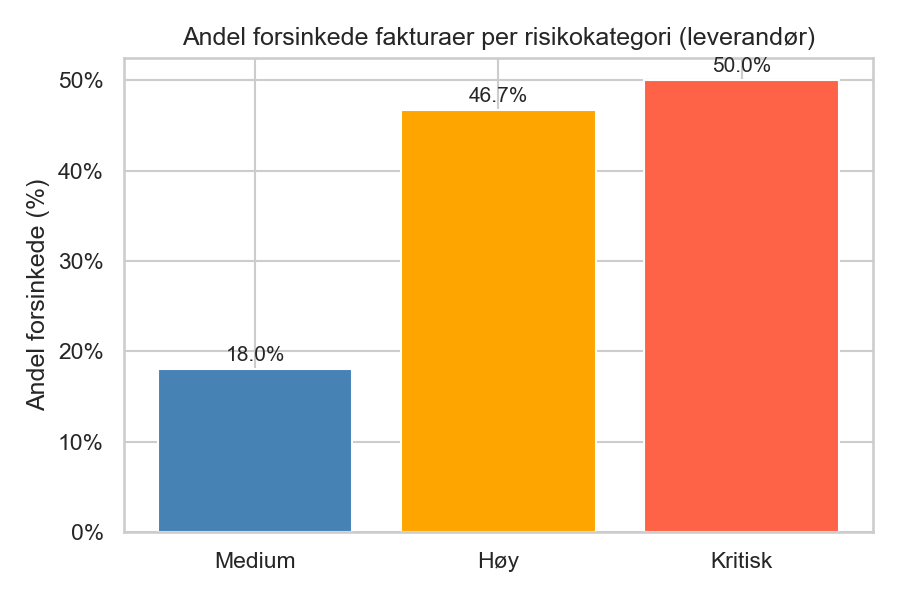 Andel forsinkede fakturaer per risikokategori (leverandør)
Andel forsinkede (%)
50%
40%
30%
20%
10%
0%
18.0%
46.7%
50.0%
Medium
Høy
Kritisk